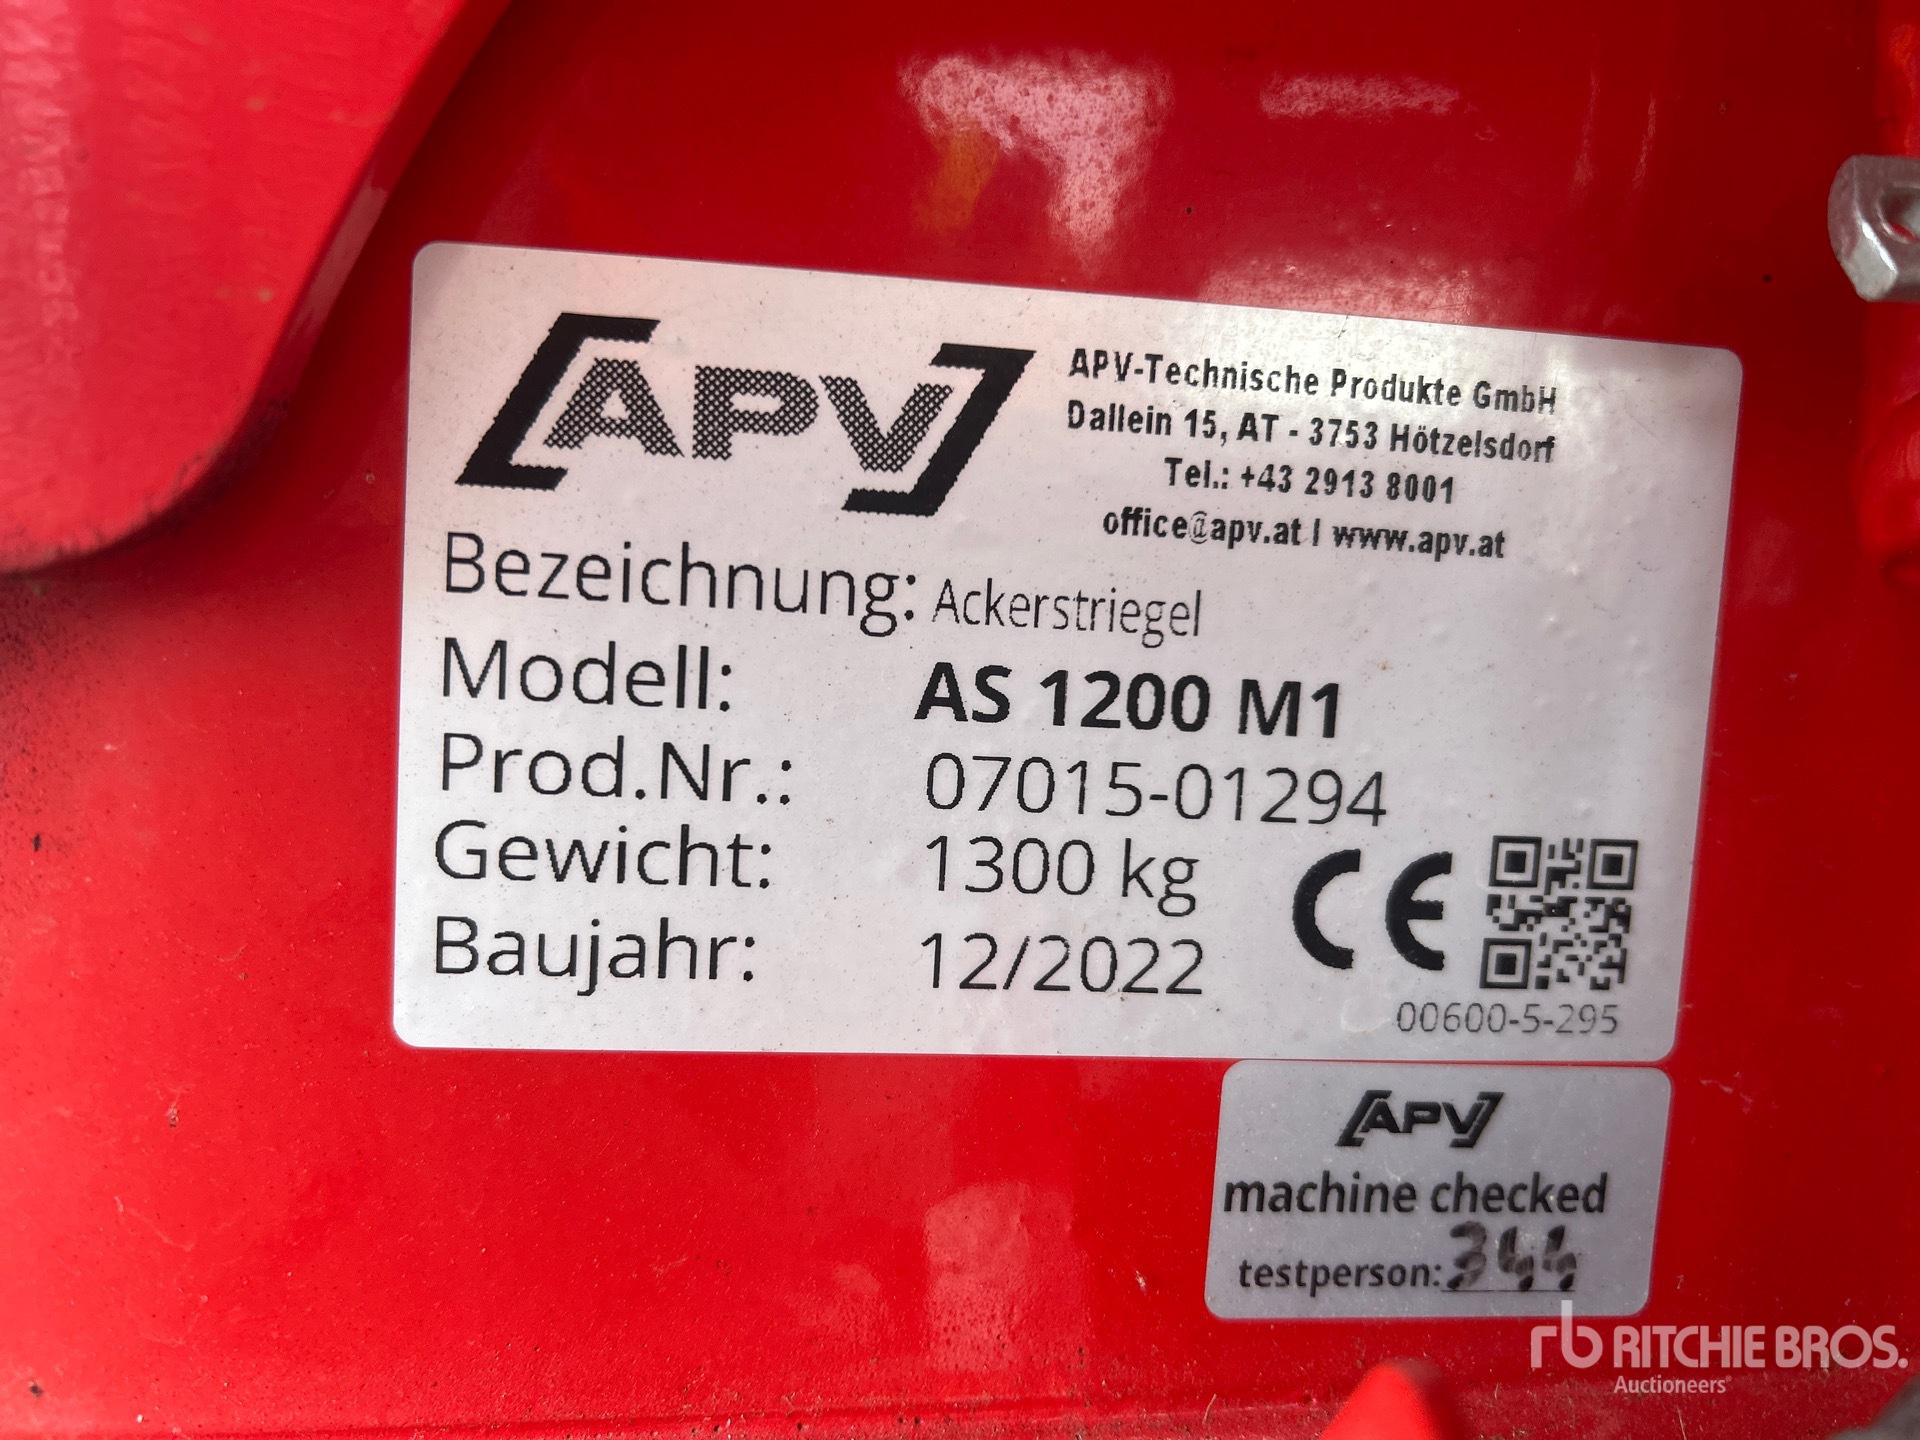 APV
APV-Technische Produkte GmbH
Dallein 15, AT - 3753 Hötzelsdorf
Tel.: +43 2913 8001
office@apv.at | www.apv.at
Bezeichnung: Ackerstriegel
Modell: AS 1200 M1
Prod.Nr.: 07015-01294
Gewicht: 1300 kg
Baujahr: 12/2022
CE
00600-5-295
APV
machine checked
testperson: 344
rb RITCHIE BROS.
Auctioneers